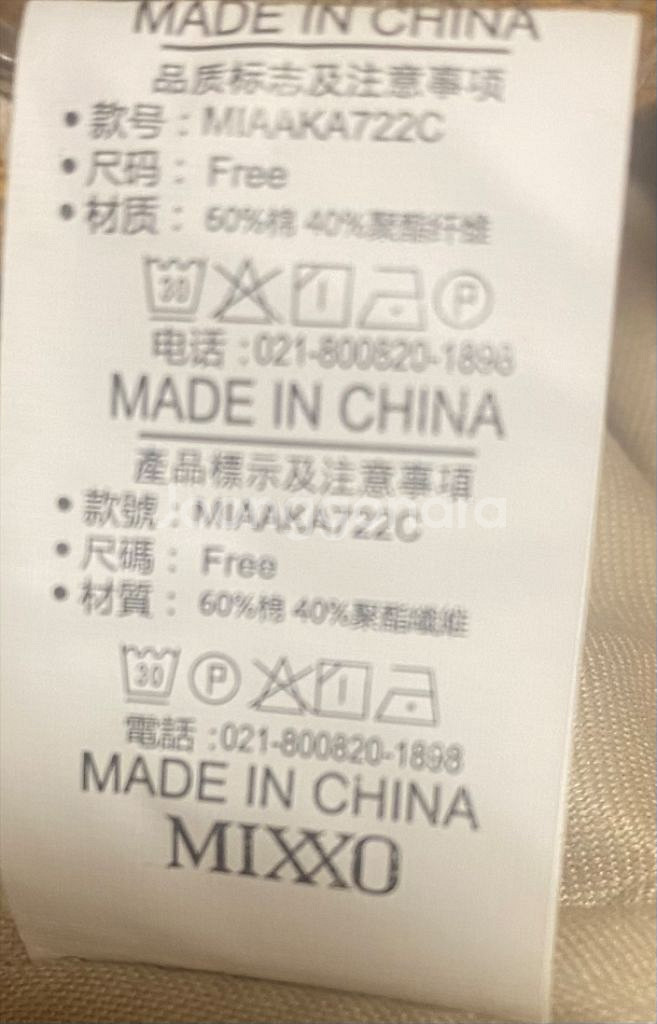 MADE IN CHINA
品质标志及注意事项
• 款号：MIAAKA722C
• 尺码： Free
• 材质： 60%棉 40%聚酯纤维
30 P
电话 :021-800820-1898
MADE IN CHINA
產品標示及注意事項
• 款號：MIAAKA722C
• 尺碼： Free
• 材質： 60%棉 40%聚酯纖維
30 P
電話 :021-800820-1898
MADE IN CHINA
MIXXO